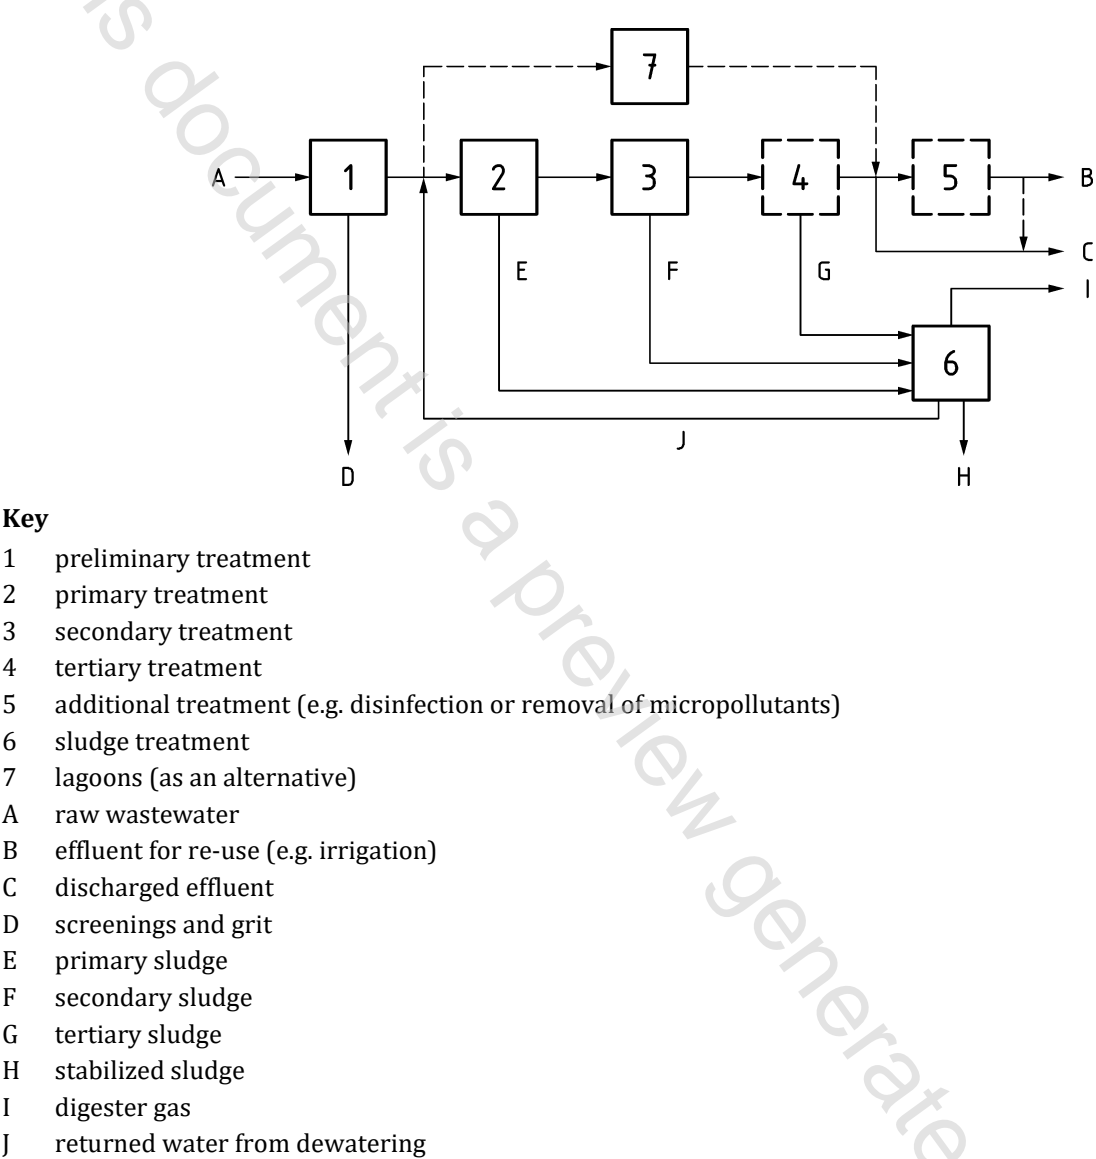 7
A 1 2 3 4 5 B
C
E F G I
6
J
D H
Key
1 preliminary treatment
2 primary treatment
3 secondary treatment
4 tertiary treatment
5 additional treatment (e.g. disinfection or removal of micropollutants)
6 sludge treatment
7 lagoons (as an alternative)
A raw wastewater
B effluent for re-use (e.g. irrigation)
C discharged effluent
D screenings and grit
E primary sludge
F secondary sludge
G tertiary sludge
H stabilized sludge
I digester gas
J returned water from dewatering
is document is a preview generate